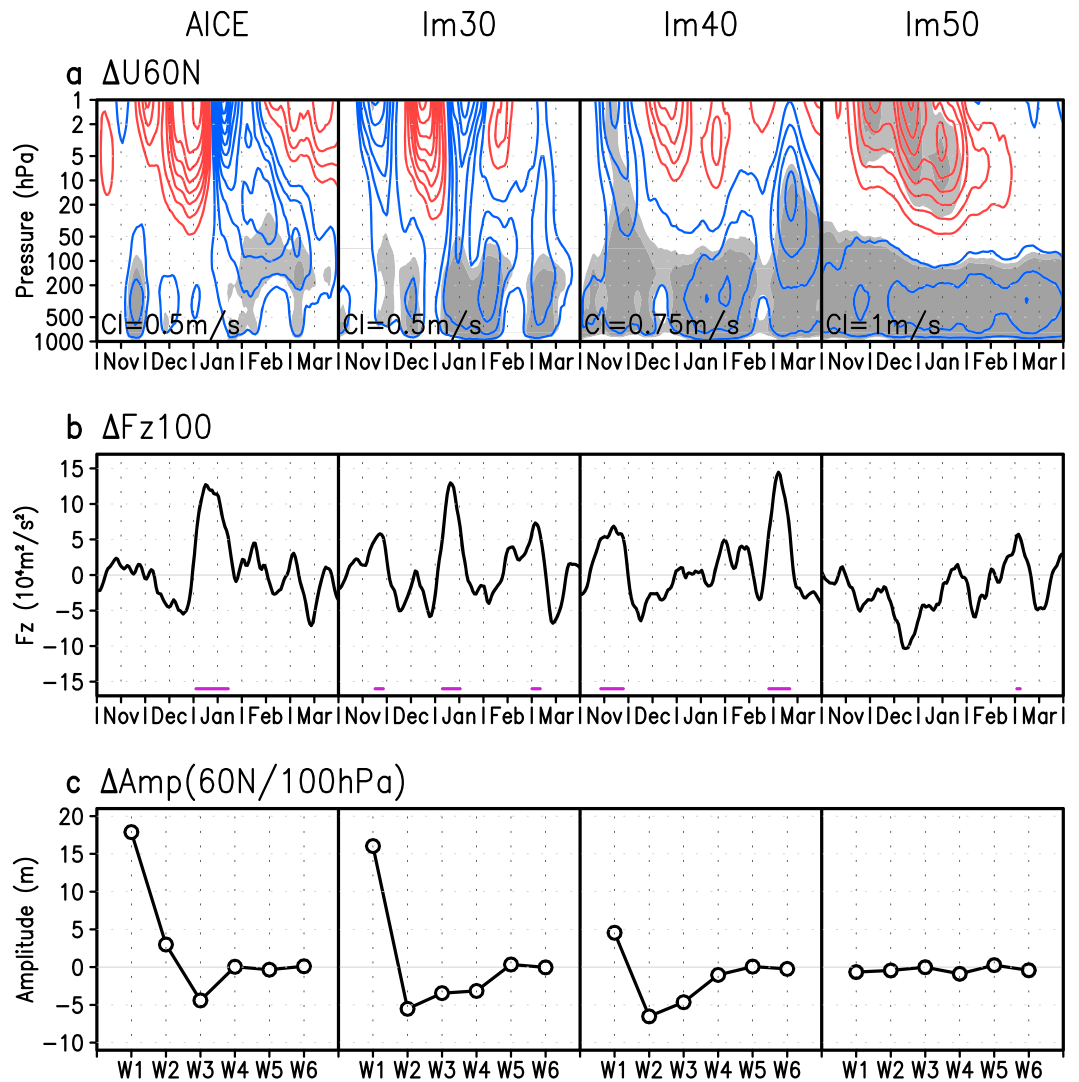 AICE Im30 Im40 Im50
a ΔU60N
Pressure (hPa)
1
2
5
10
20
50
100
200
500
1000
CI=0.5m/s CI=0.5m/s CI=0.75m/s CI=1m/s
Nov Dec Jan Feb Mar Nov Dec Jan Feb Mar Nov Dec Jan Feb Mar Nov Dec Jan Feb Mar
b ΔFz100
Fz (10⁴m²/s²)
15
10
5
0
−5
−10
−15
Nov Dec Jan Feb Mar Nov Dec Jan Feb Mar Nov Dec Jan Feb Mar Nov Dec Jan Feb Mar
c ΔAmp(60N/100hPa)
Amplitude (m)
20
15
10
5
0
−5
−10
W1 W2 W3 W4 W5 W6 W1 W2 W3 W4 W5 W6 W1 W2 W3 W4 W5 W6 W1 W2 W3 W4 W5 W6